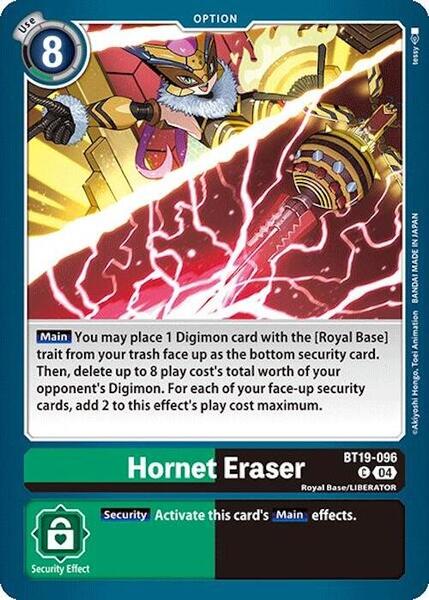 Use
8
OPTION
tessy
Main You may place 1 Digimon card with the [Royal Base]
trait from your trash face up as the bottom security card.
Then, delete up to 8 play cost's total worth of your
opponent's Digimon. For each of your face-up security
cards, add 2 to this effect's play cost maximum.
©Akiyoshi Hongo, Toei Animation BANDAI MADE IN JAPAN
Hornet Eraser
BT19-096
C 04
Royal Base/LIBERATOR
Security Activate this card's Main effects.
Security Effect